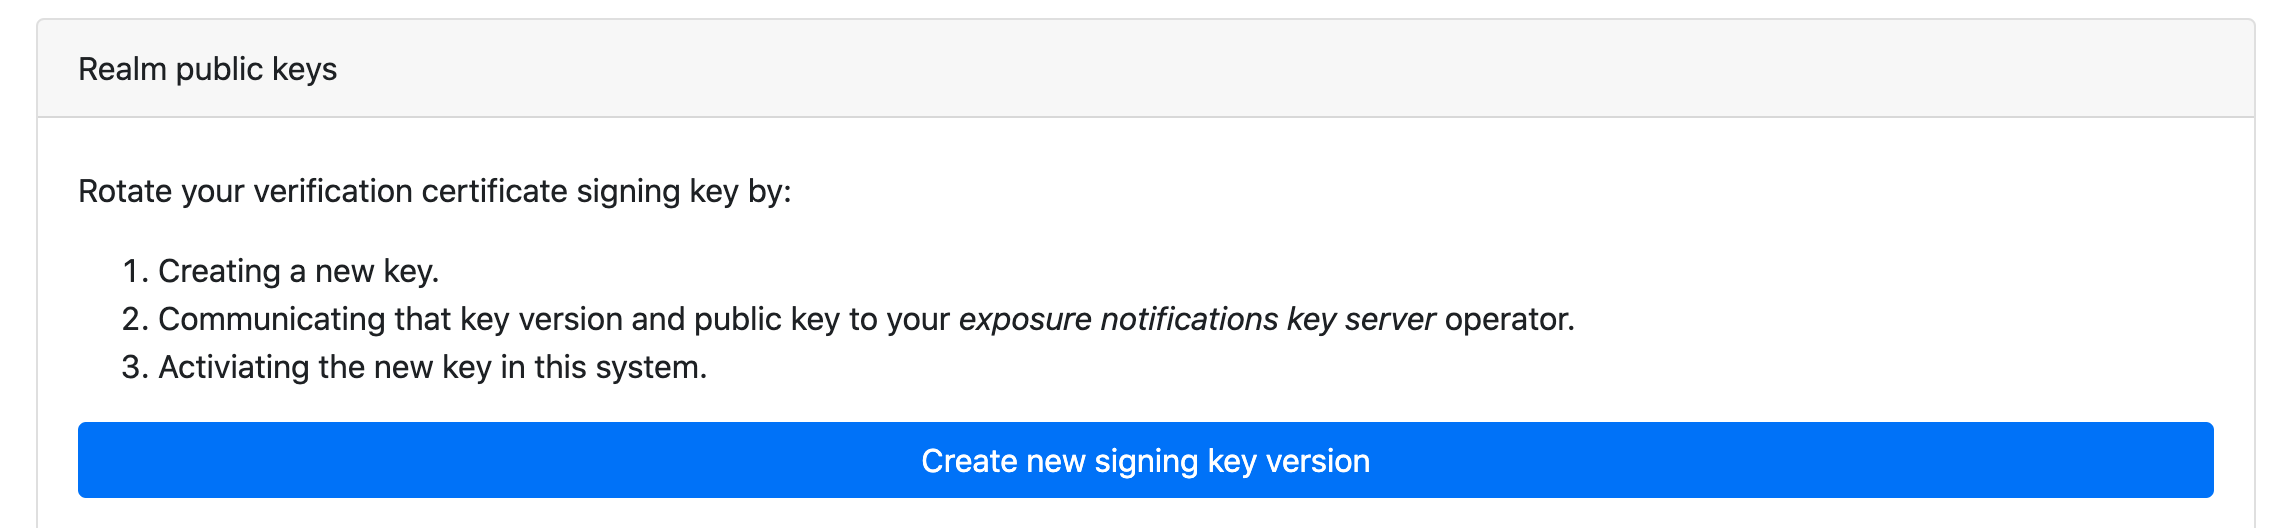 Realm public keys
Rotate your verification certificate signing key by:
1. Creating a new key.
2. Communicating that key version and public key to your exposure notifications key server operator.
3. Activiating the new key in this system.
Create new signing key version